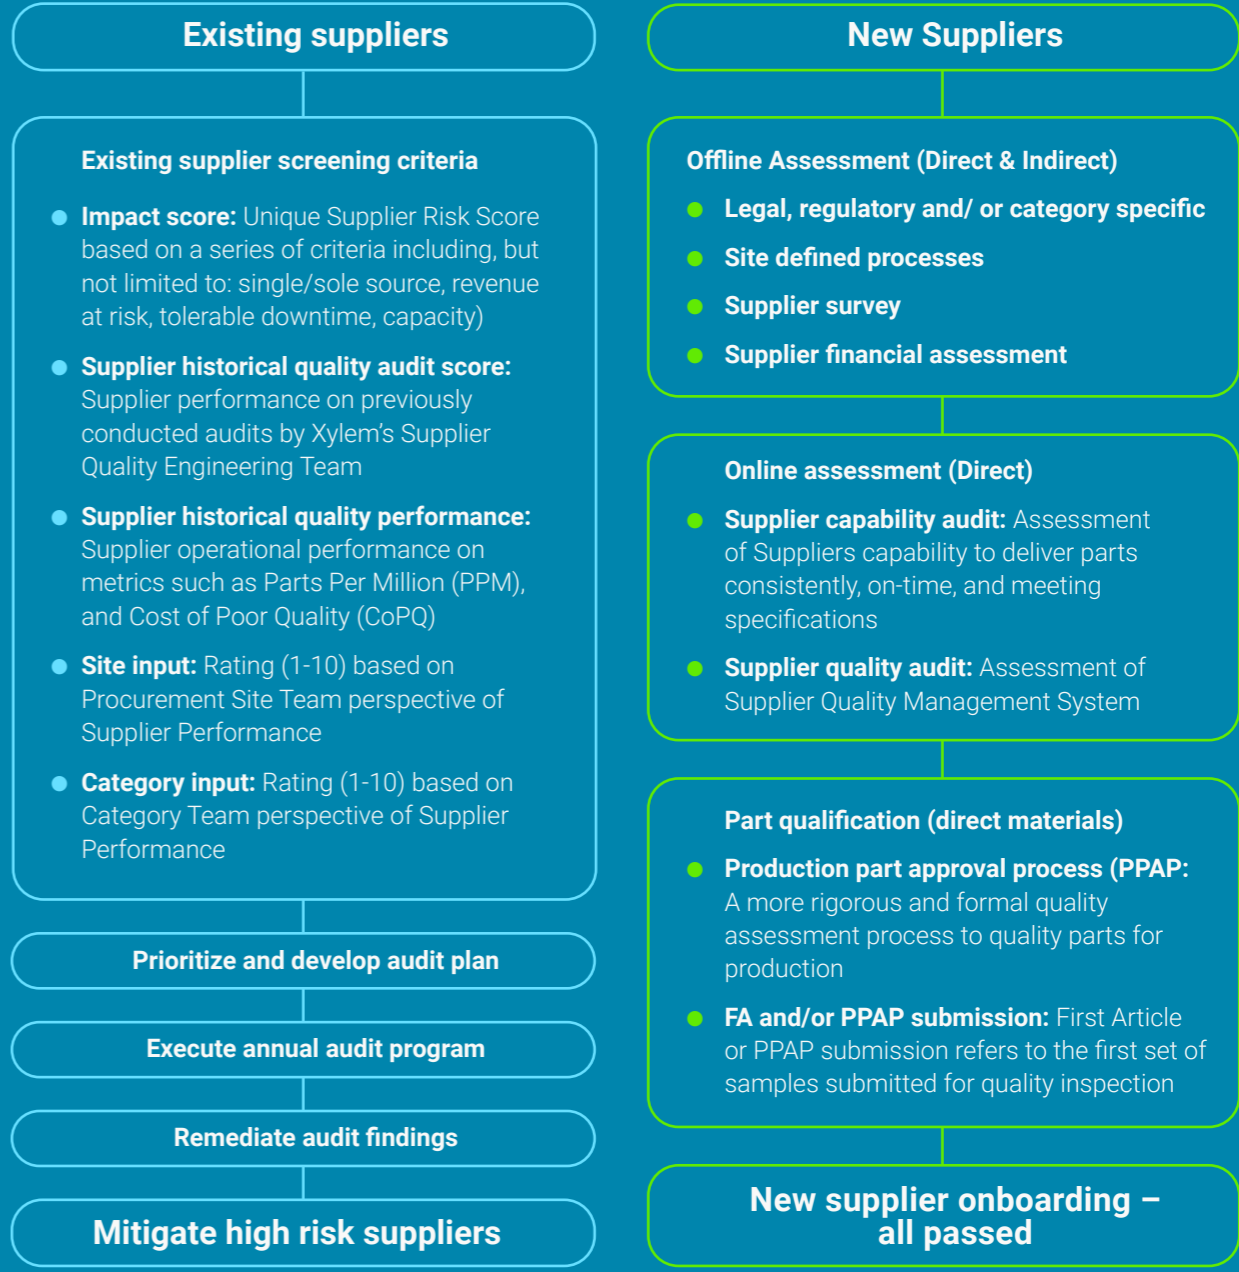 Existing suppliers
Existing supplier screening criteria
Impact score: Unique Supplier Risk Score
based on a series of criteria including, but
not limited to: single/sole source, revenue
at risk, tolerable downtime, capacity)
Supplier historical quality audit score:
Supplier performance on previously
conducted audits by Xylem’s Supplier
Quality Engineering Team
Supplier historical quality performance:
Supplier operational performance on
metrics such as Parts Per Million (PPM),
and Cost of Poor Quality (CoPQ)
Site input: Rating (1-10) based on
Procurement Site Team perspective of
Supplier Performance
Category input: Rating (1-10) based on
Category Team perspective of Supplier
Performance
Prioritize and develop audit plan
Execute annual audit program
Remediate audit findings
Mitigate high risk suppliers
New Suppliers
Offline Assessment (Direct & Indirect)
Legal, regulatory and/ or category specific
Site defined processes
Supplier survey
Supplier financial assessment
Online assessment (Direct)
Supplier capability audit: Assessment
of Suppliers capability to deliver parts
consistently, on-time, and meeting
specifications
Supplier quality audit: Assessment of
Supplier Quality Management System
Part qualification (direct materials)
Production part approval process (PPAP:
A more rigorous and formal quality
assessment process to quality parts for
production
FA and/or PPAP submission: First Article
or PPAP submission refers to the first set of
samples submitted for quality inspection
New supplier onboarding –
all passed